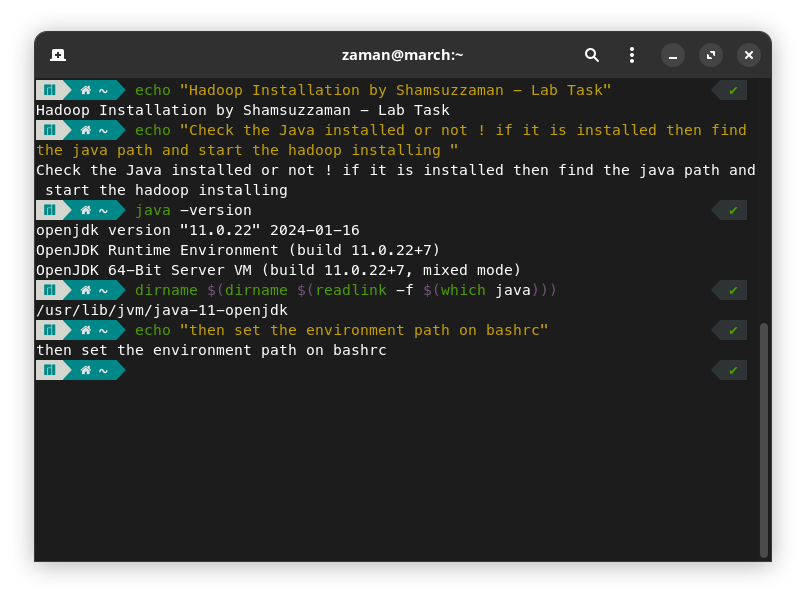 zaman@march:~
~ echo "Hadoop Installation by Shamsuzzaman - Lab Task" ✔
Hadoop Installation by Shamsuzzaman - Lab Task
~ echo "Check the Java installed or not ! if it is installed then find
the java path and start the hadoop installing "
Check the Java installed or not ! if it is installed then find the java path and
start the hadoop installing
~ java -version ✔
openjdk version "11.0.22" 2024-01-16
OpenJDK Runtime Environment (build 11.0.22+7)
OpenJDK 64-Bit Server VM (build 11.0.22+7, mixed mode)
~ dirname $(dirname $(readlink -f $(which java))) ✔
/usr/lib/jvm/java-11-openjdk
~ echo "then set the environment path on bashrc" ✔
then set the environment path on bashrc
~ ✔